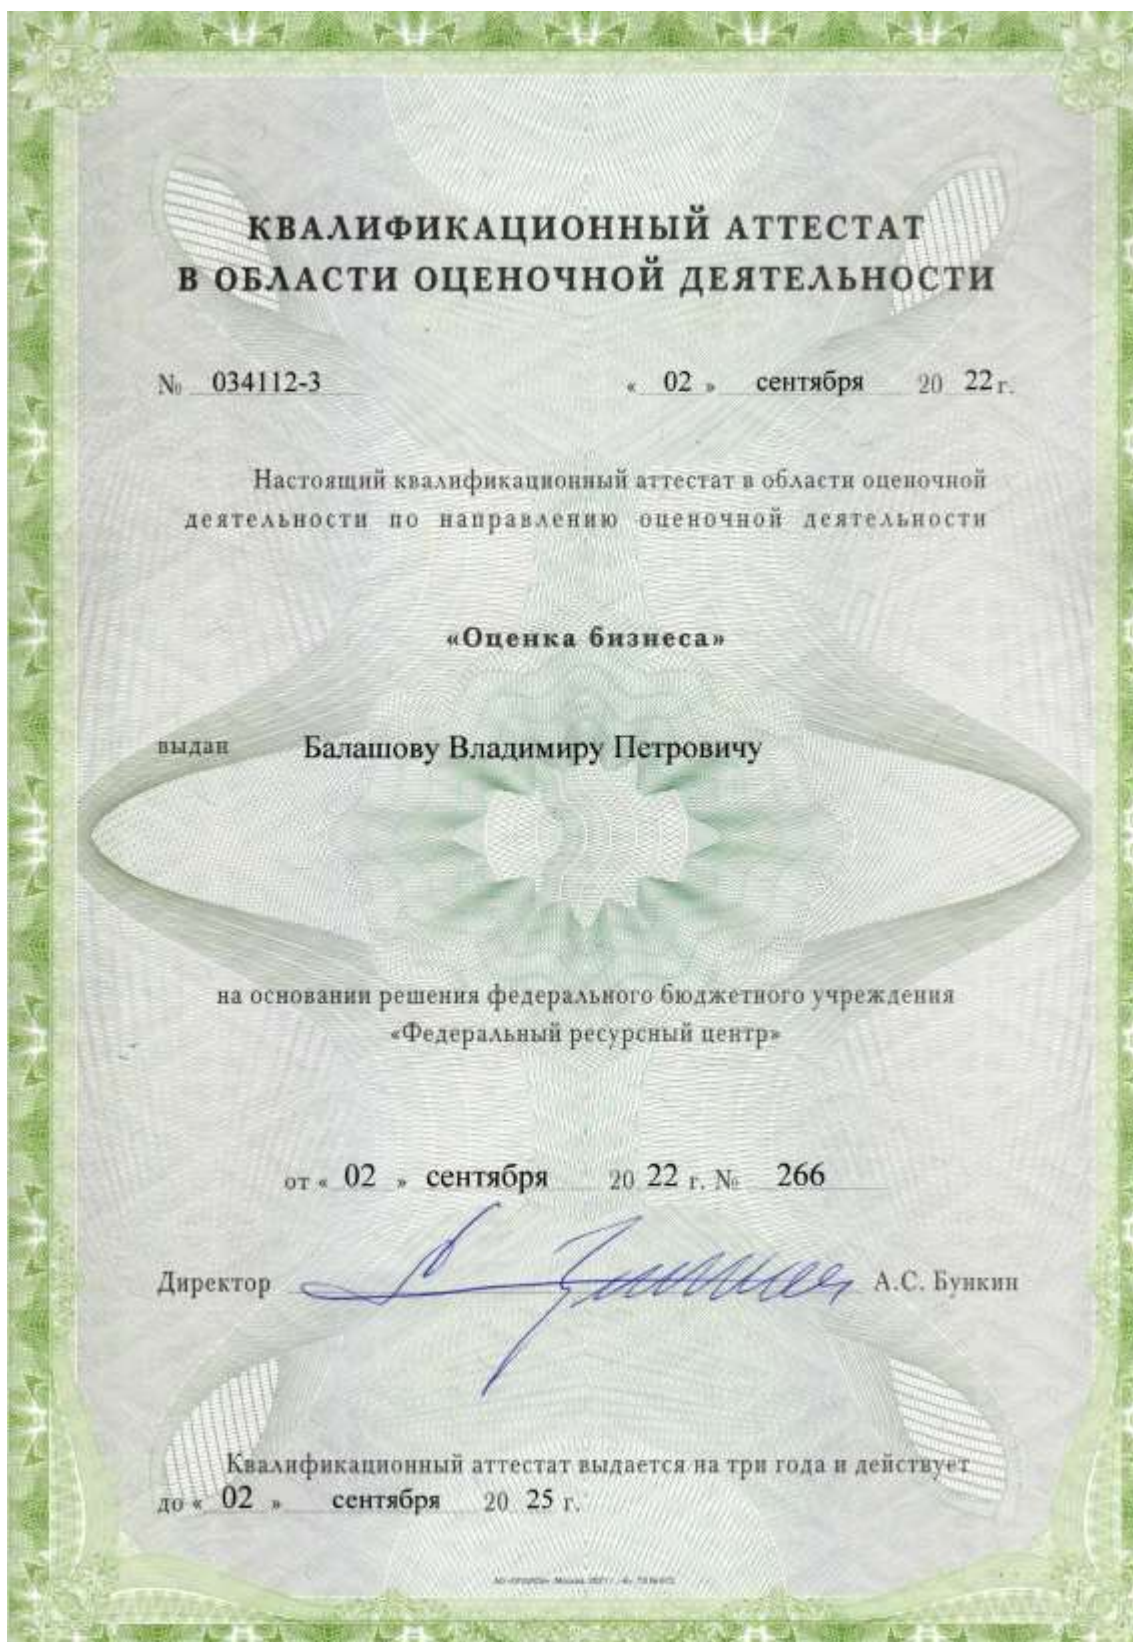 КВАЛИФИКАЦИОННЫЙ АТТЕСТАТ
В ОБЛАСТИ ОЦЕНОЧНОЙ ДЕЯТЕЛЬНОСТИ
№ 034112-3 « 02 » сентября 20 22 г.
Настоящий квалификационный аттестат в области оценочной
деятельности по направлению оценочной деятельности
«Оценка бизнеса»
выдан Балашову Владимиру Петровичу
на основании решения федерального бюджетного учреждения
«Федеральный ресурсный центр»
от « 02 » сентября 20 22 г. № 266
Директор А.С. Бункин
Квалификационный аттестат выдается на три года и действует
до « 02 » сентября 20 25 г.